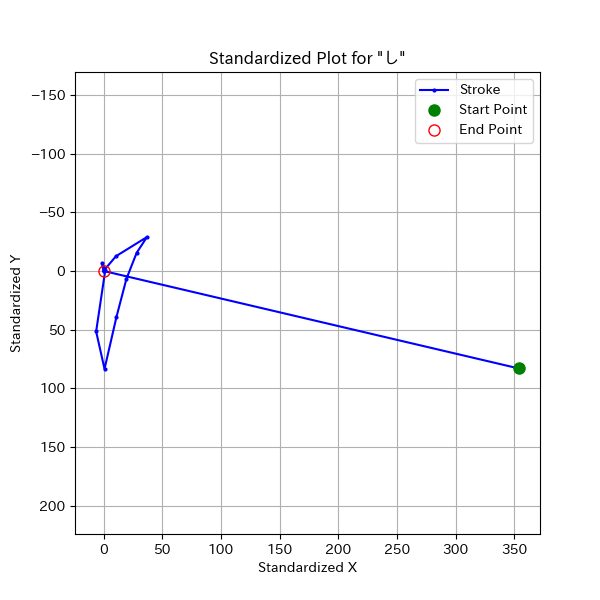 Standardized Plot for "し"
Stroke
Start Point
End Point
−150
−100
−50
0
50
100
150
200
Standardized Y
0
50
100
150
200
250
300
350
Standardized X